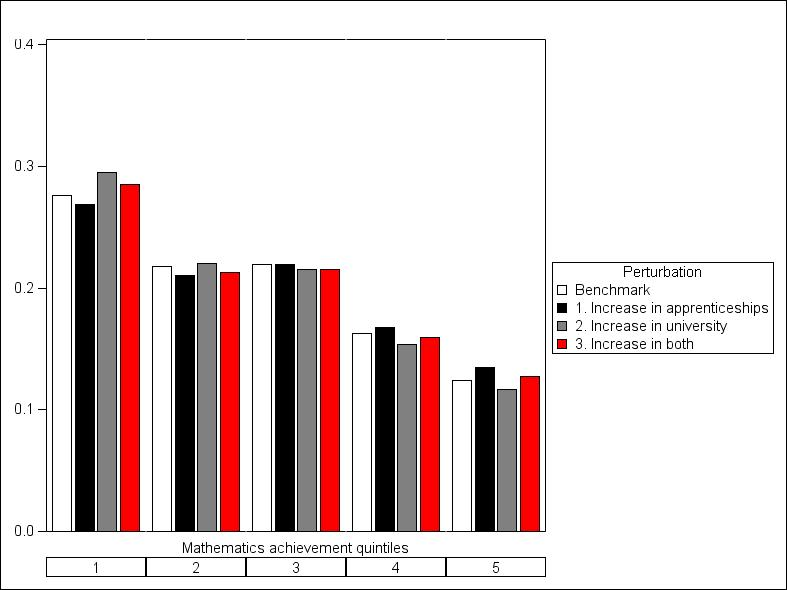 0.4
0.3
0.2
0.1
0.0
Mathematics achievement quintiles
1 2 3 4 5
Perturbation
Benchmark
1. Increase in apprenticeships
2. Increase in university
3. Increase in both